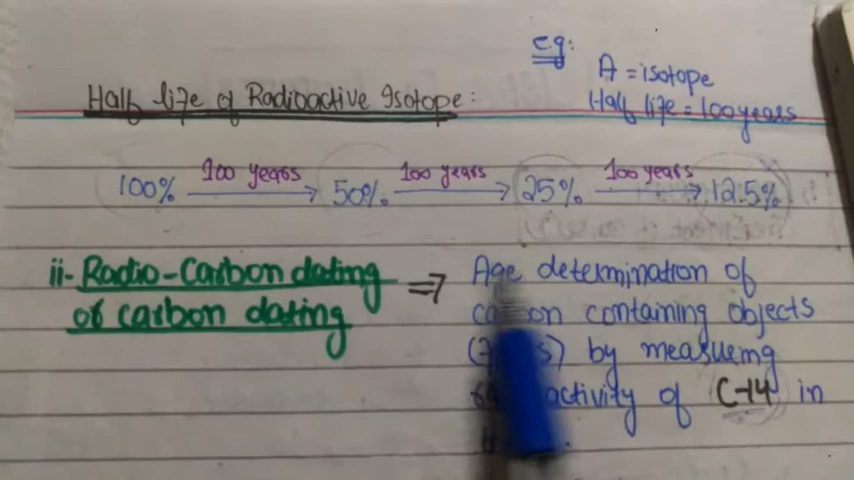 e.g:
A = isotope
Half life = 100 years
Half life of Radioactive Isotope:
100% 100 years → 50% 100 years → 25% 100 years → 12.5%
ii- Radio-Carbon dating ⇒ Age determination of
or carbon dating
containing objects
by measuring
activity of C-14 in